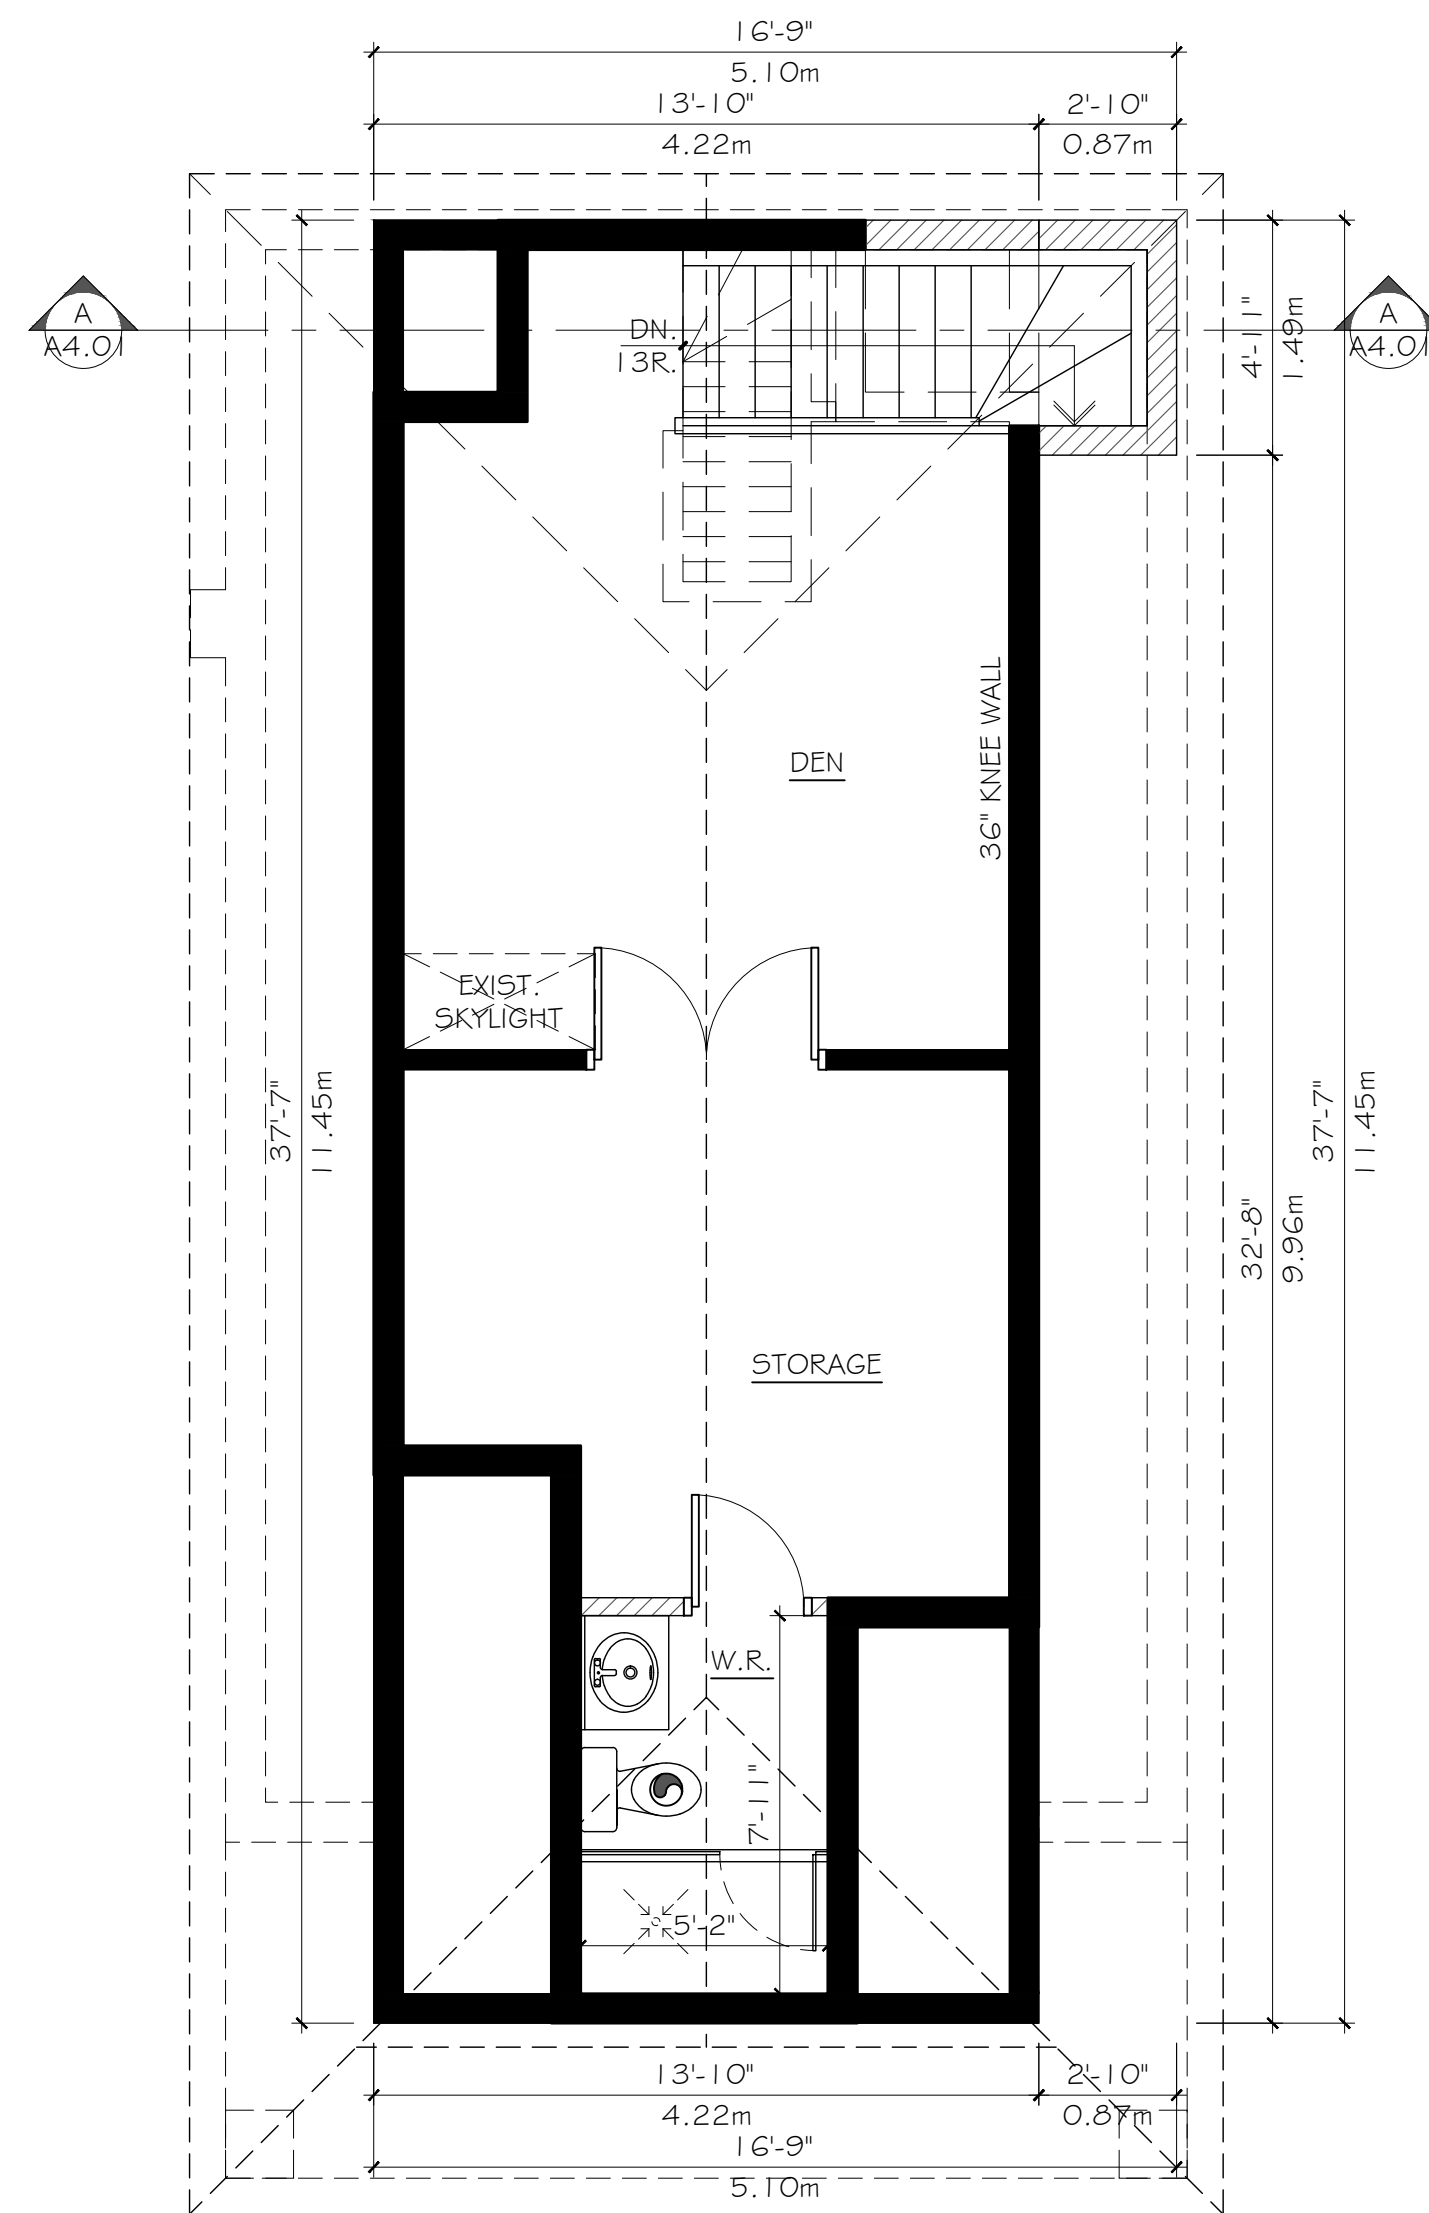 16'-9"
5.10m
13'-10"
2'-10"
4.22m
0.87m
A
A4.01
DN.
13R.
4'-11"
1.49m
A
A4.01
36" KNEE WALL
DEN
EXIST.
SKYLIGHT
37'-7"
11.45m
37'-7"
11.45m
32'-8"
9.96m
STORAGE
W.R.
7'-11"
5'-2"
13'-10"
2'-10"
4.22m
0.87m
16'-9"
5.10m